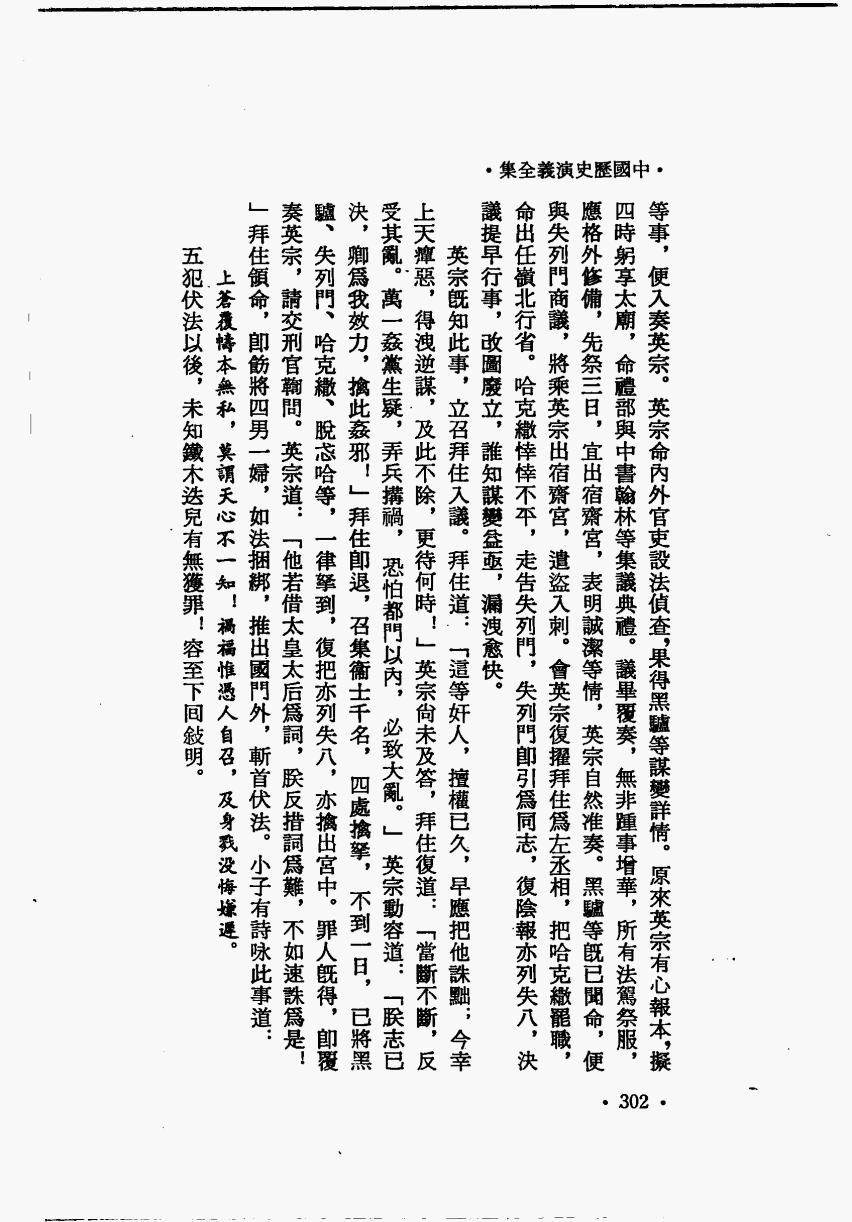 •中國歷史演義全集•
等事，便入奏英宗。英宗命內外官吏設法偵查，果得黑驢等謀變詳情。原來英宗有心報本，擬
四時躬享太廟，命禮部與中書翰林等集議典禮。議畢覆奏，無非踵事增華，所有法駕祭服，
應格外修備，先祭三日，宜出宿齋宮，表明誠潔等情，英宗自然准奏。黑驢等既已聞命，便
與失列門商議，將乘英宗出宿齋宮，遣盜入刺。會英宗復擢拜住爲左丞相，把哈克繖罷職，
命出任嶺北行省。哈克繖悻悻不平，走告失列門，失列門卽引爲同志，復陰報亦列失八，決
議提早行事，改圖廢立，誰知謀變益亟，漏洩愈快。
英宗既知此事，立召拜住入議。拜住道：「這等奸人，擅權已久，早應把他誅黜；今幸
上天癉惡，得洩逆謀，及此不除，更待何時！」英宗尙未及答，拜住復道：「當斷不斷，反
受其亂。萬一姦黨生疑，弄兵搆禍，恐怕都門以內，必致大亂。」英宗動容道：「朕志已
決，卿爲我效力，擒此姦邪！」拜住卽退，召集衞士千名，四處擒拏，不到一日，已將黑
驢、失列門、哈克繖、脫忒哈等，一律拏到，復把亦列失八，亦擒出宮中。罪人既得，卽覆
奏英宗，請交刑官鞫問。英宗道：「他若借太皇太后爲詞，朕反措詞爲難，不如速誅爲是！
」拜住領命，卽飭將四男一婦，如法捆綁，推出國門外，斬首伏法。小子有詩咏此事道：
上蒼覆幬本無私，莫謂天心不一知！禍福惟憑人自召，及身戮沒悔嫌遲。
五犯伏法以後，未知鐵木迭兒有無獲罪！容至下回敍明。
•302•